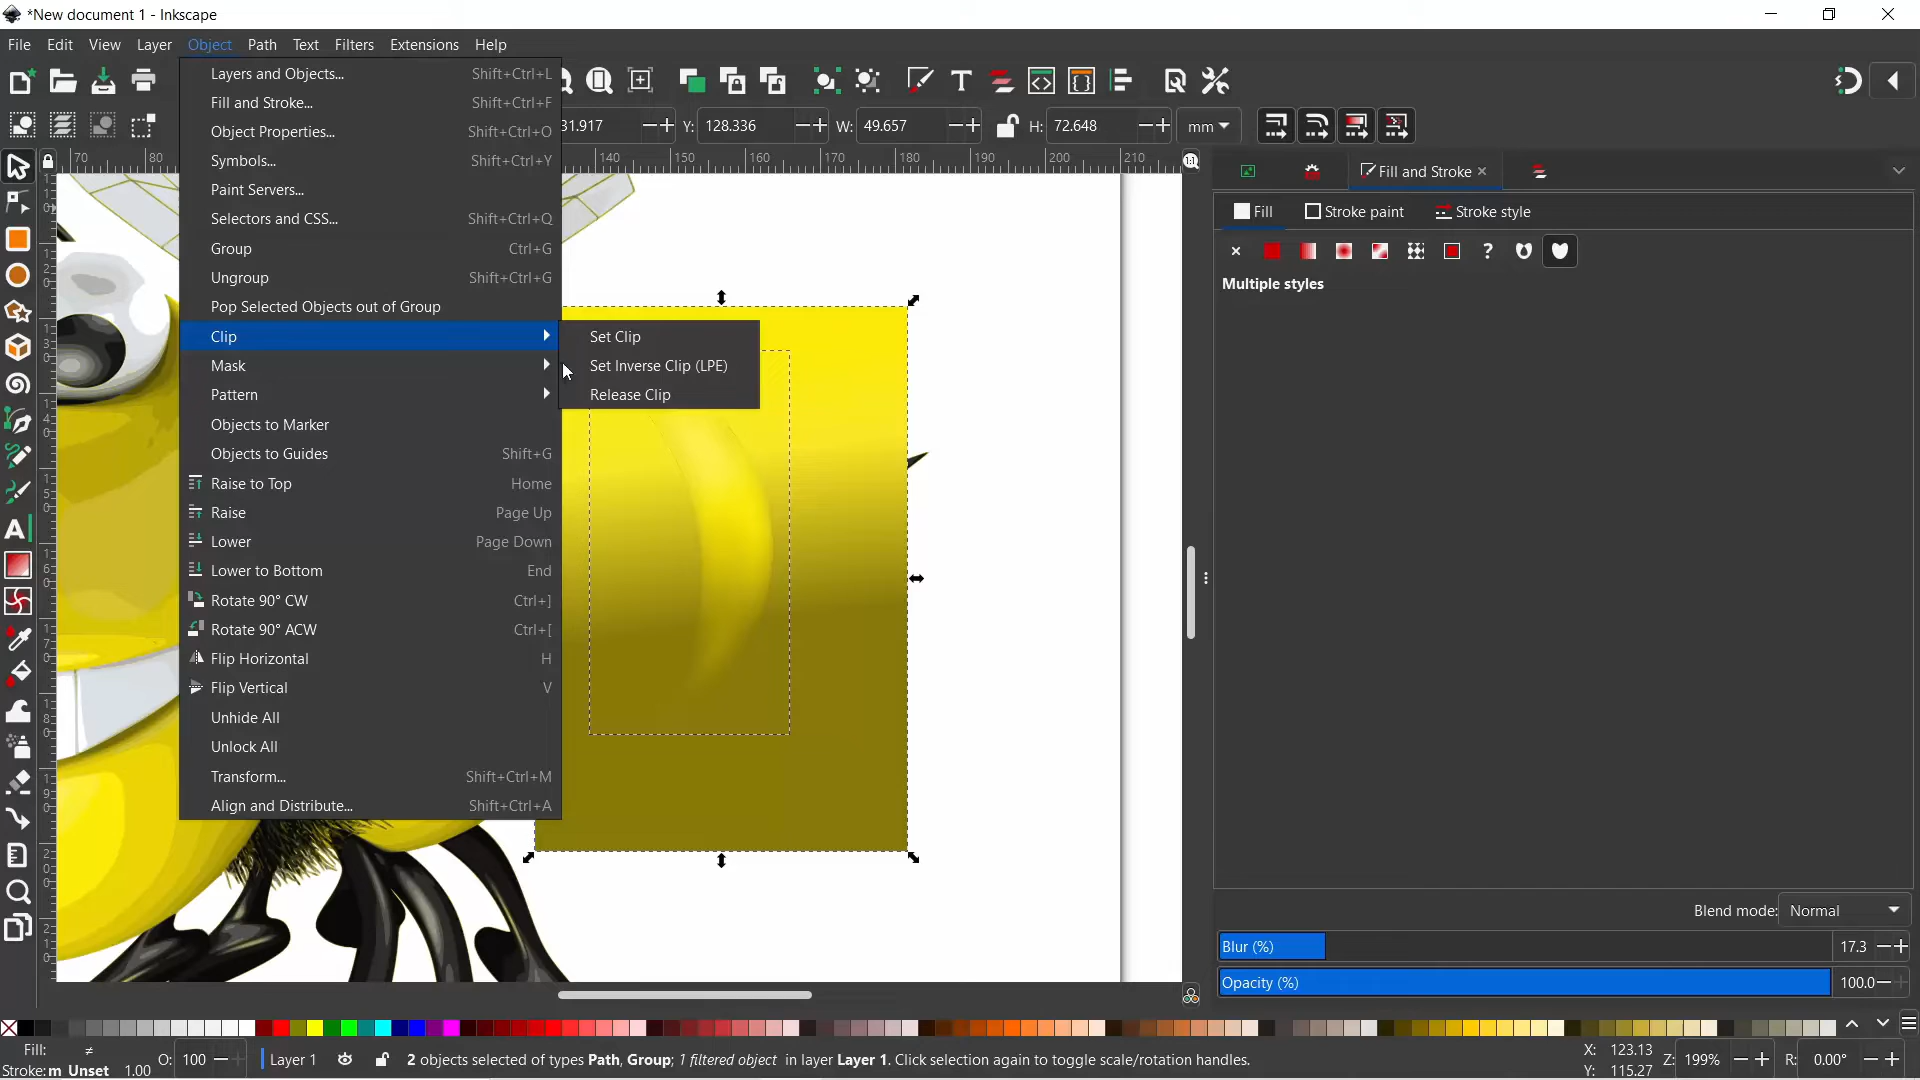 *New document 1 - Inkscape
File Edit View Layer Object Path Text Filters Extensions Help
Layers and Objects... Shift+Ctrl+L
Fill and Stroke... Shift+Ctrl+F
Object Properties... Shift+Ctrl+O
31.917 Y: 128.336 W: 49.657 H: 72.648 mm
Symbols... Shift+Ctrl+Y
70 80 140 150 160 170 180 190 200 210 1:1
Paint Servers...
Fill and Stroke
Selectors and CSS... Shift+Ctrl+Q
Fill Stroke paint Stroke style
Group Ctrl+G
?
Ungroup Shift+Ctrl+G
Multiple styles
Pop Selected Objects out of Group
Clip
Set Clip
Mask
Set Inverse Clip (LPE)
Pattern
Release Clip
Objects to Marker
Objects to Guides Shift+G
Raise to Top Home
Raise Page Up
Lower Page Down
Lower to Bottom End
Rotate 90° CW Ctrl+]
Rotate 90° ACW Ctrl+[
Flip Horizontal H
Flip Vertical V
Unhide All
Unlock All
Transform... Shift+Ctrl+M
Align and Distribute... Shift+Ctrl+A
Blend mode: Normal
Blur (%) 17.3
Opacity (%) 100.0
Fill: ≠
Stroke: m Unset 1.00
O: 100
Layer 1
2 objects selected of types Path, Group; 1 filtered object in layer Layer 1. Click selection again to toggle scale/rotation handles.
X: 123.13
Y: 115.27
Z: 199%
R: 0.00°